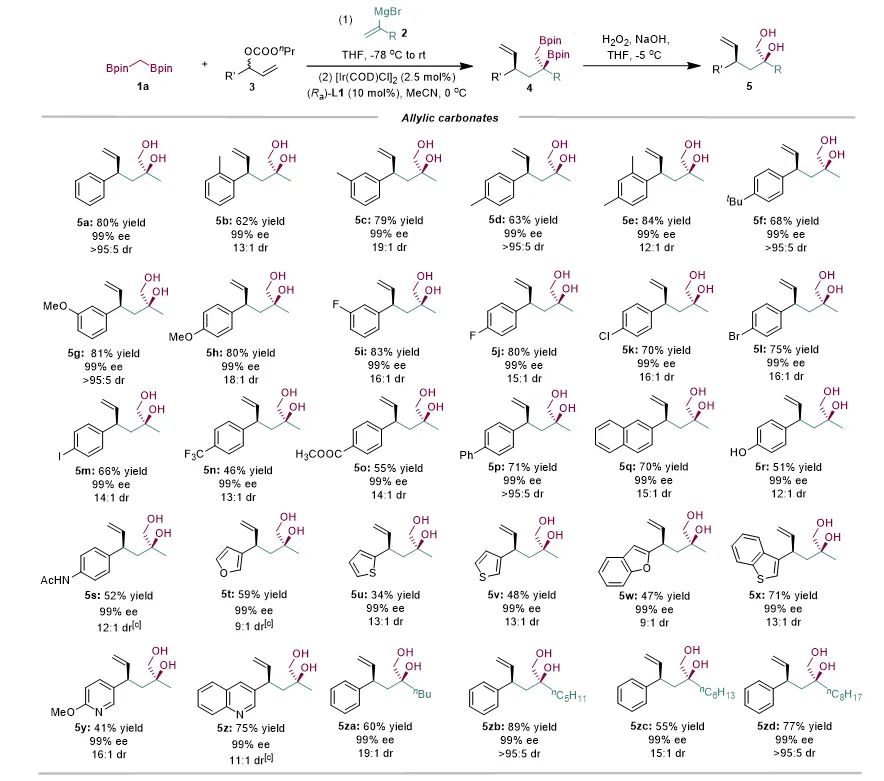 (1) MgBr 2
R
Bpin Bpin 1a
+
OCOOnPr
R' 3
THF, -78 ºC to rt
(2) [Ir(COD)Cl]2 (2.5 mol%)
(Ra)-L1 (10 mol%), MeCN, 0 ºC
Bpin
Bpin
R' R
4
H2O2, NaOH,
THF, -5 ºC
OH
OH
R' R
5
Allylic carbonates
OH OH OH OH OH OH
OH OH OH OH OH OH
tBu
5a: 80% yield
99% ee
>95:5 dr
5b: 62% yield
99% ee
13:1 dr
5c: 79% yield
99% ee
19:1 dr
5d: 63% yield
99% ee
>95:5 dr
5e: 84% yield
99% ee
12:1 dr
5f: 68% yield
99% ee
>95:5 dr
OH OH OH OH OH OH
OH OH OH OH OH OH
MeO MeO F F Cl Br
5g: 81% yield
99% ee
>95:5 dr
5h: 80% yield
99% ee
18:1 dr
5i: 83% yield
99% ee
16:1 dr
5j: 80% yield
99% ee
15:1 dr
5k: 70% yield
99% ee
16:1 dr
5l: 75% yield
99% ee
16:1 dr
OH OH OH OH OH OH
OH OH OH OH OH OH
I F3C H3COOC Ph HO
5m: 66% yield
99% ee
14:1 dr
5n: 46% yield
99% ee
13:1 dr
5o: 55% yield
99% ee
14:1 dr
5p: 71% yield
99% ee
>95:5 dr
5q: 70% yield
99% ee
15:1 dr
5r: 51% yield
99% ee
12:1 dr
OH OH OH OH OH OH
OH OH OH OH OH OH
AcHN O S S O S
5s: 52% yield
99% ee
12:1 dr[c]
5t: 59% yield
99% ee
9:1 dr[c]
5u: 34% yield
99% ee
13:1 dr
5v: 48% yield
99% ee
13:1 dr
5w: 47% yield
99% ee
9:1 dr
5x: 71% yield
99% ee
13:1 dr
OH OH OH OH OH OH
OH OH OH OH OH OH
MeO N N nBu nC5H11 nC6H13 nC8H17
5y: 41% yield
99% ee
16:1 dr
5z: 75% yield
99% ee
11:1 dr[c]
5za: 60% yield
99% ee
19:1 dr
5zb: 89% yield
99% ee
>95:5 dr
5zc: 55% yield
99% ee
15:1 dr
5zd: 77% yield
99% ee
>95:5 dr